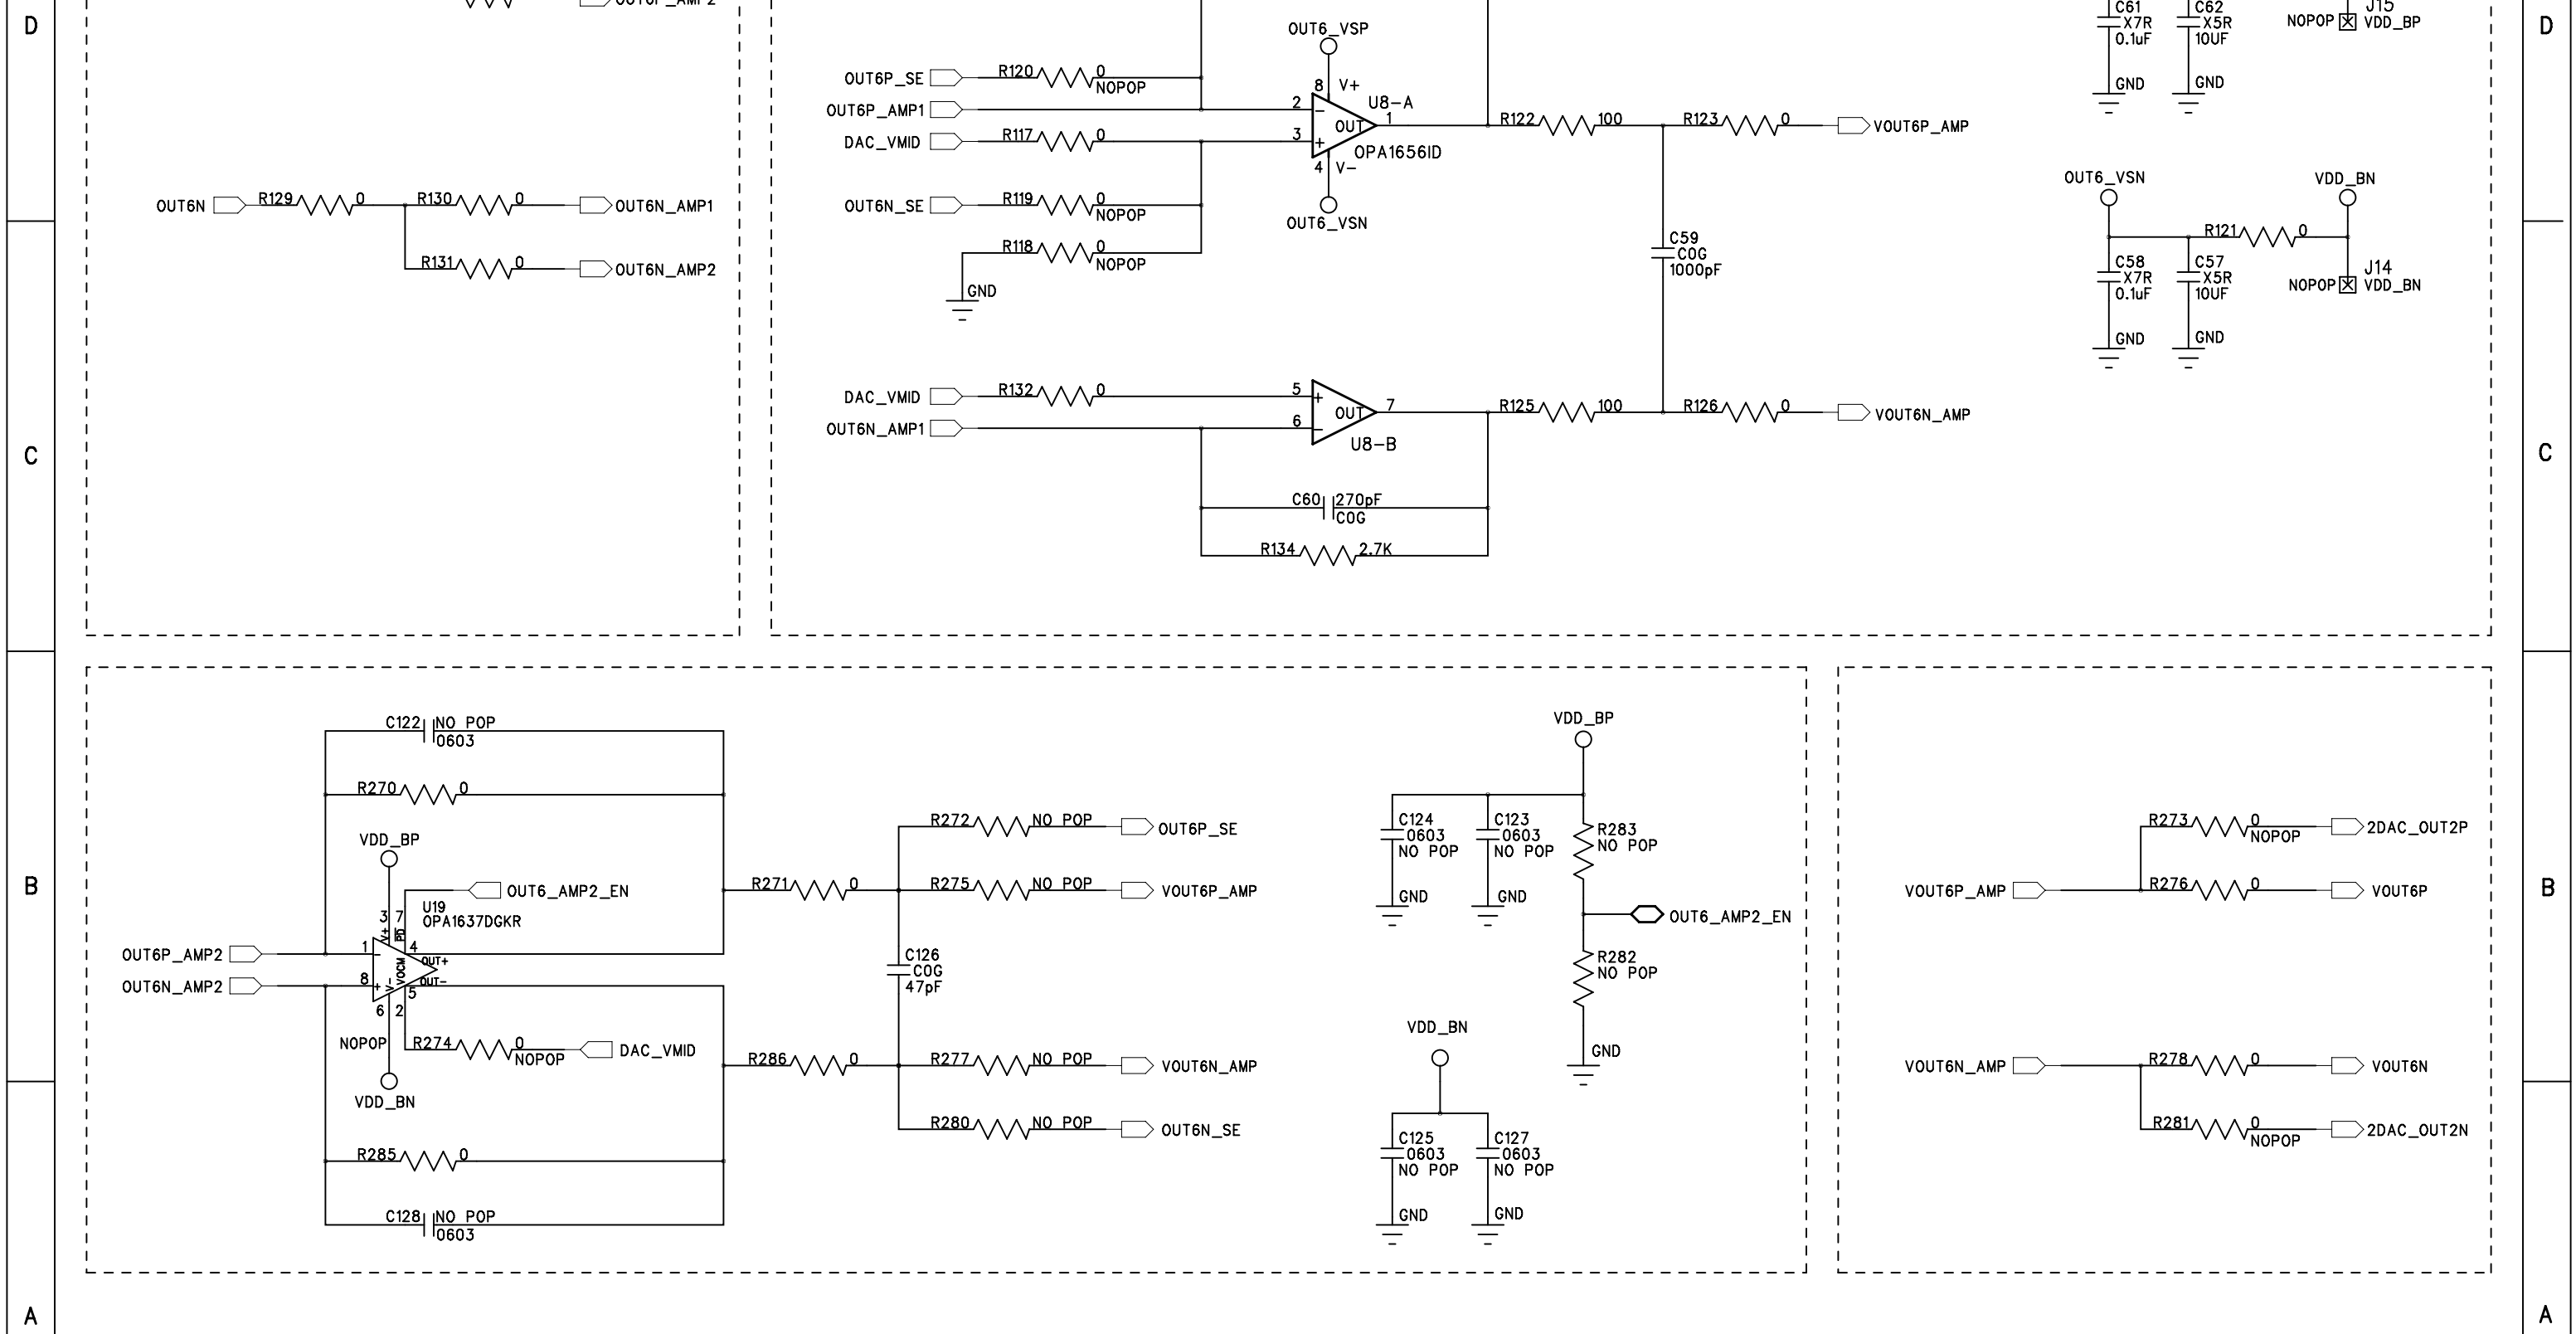 D
OUT6P_AMP2
OUT6_VSP
C61
X7R
0.1uF
C62
X5R
10UF
J15
NOPOP
VDD_BP
D
OUT6P_SE
R120
0
NOPOP
8
V+
GND
GND
OUT6P_AMP1
2
U8-A
OUT
1
R122
100
R123
0
VOUT6P_AMP
DAC_VMID
R117
0
3
OPA1656ID
4
V-
OUT6_VSN
VDD_BN
OUT6N
R129
0
R130
0
OUT6N_AMP1
OUT6N_SE
R119
0
NOPOP
OUT6_VSN
R118
0
NOPOP
C59
COG
1000pF
R121
0
R131
0
OUT6N_AMP2
GND
C58
X7R
0.1uF
C57
X5R
10UF
J14
NOPOP
VDD_BN
GND
GND
DAC_VMID
R132
0
5
OUT
7
R125
100
R126
0
VOUT6N_AMP
OUT6N_AMP1
6
U8-B
C
C
C60
270pF
COG
R134
2.7K
C122
NO POP
0603
VDD_BP
R270
0
VDD_BP
R272
NO POP
OUT6P_SE
C124
0603
NO POP
C123
0603
NO POP
R283
NO POP
R273
0
NOPOP
2DAC_OUT2P
B
OUT6_AMP2_EN
R271
0
R275
NO POP
VOUT6P_AMP
GND
GND
VOUT6P_AMP
R276
0
VOUT6P
B
3
7
U19
OPA1637DGKR
V+
PD
OUT6_AMP2_EN
OUT6P_AMP2
1
4
OUT+
VOCM
C126
COG
47pF
R282
NO POP
OUT6N_AMP2
8
V-
OUT-
5
6
2
NOPOP
R274
0
NOPOP
DAC_VMID
VDD_BN
R286
0
R277
NO POP
VOUT6N_AMP
GND
VOUT6N_AMP
R278
0
VOUT6N
VDD_BN
R280
NO POP
OUT6N_SE
C125
0603
NO POP
C127
0603
NO POP
R281
0
NOPOP
2DAC_OUT2N
R285
0
C128
NO POP
0603
GND
GND
A
A